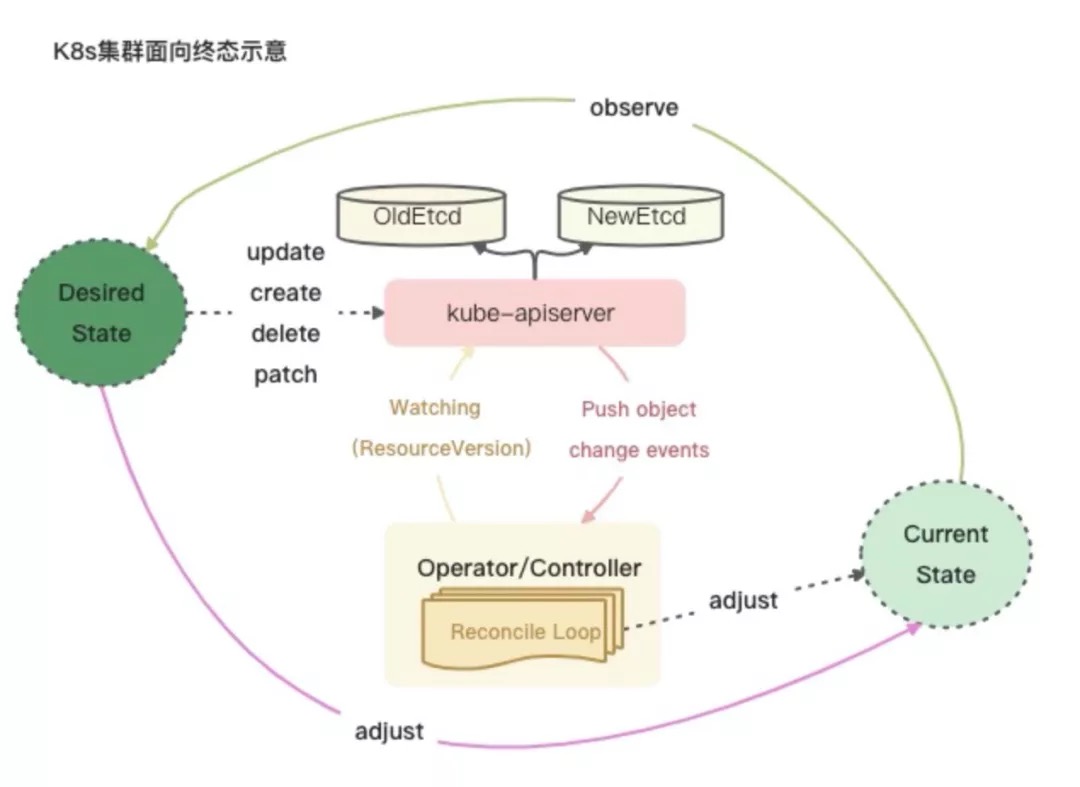 K8s集群面向终态示意
observe
OldEtcd
NewEtcd
update
create
delete
patch
Desired
State
kube-apiserver
Watching
(ResourceVersion)
Push object
change events
Operator/Controller
Reconcile Loop
adjust
Current
State
adjust